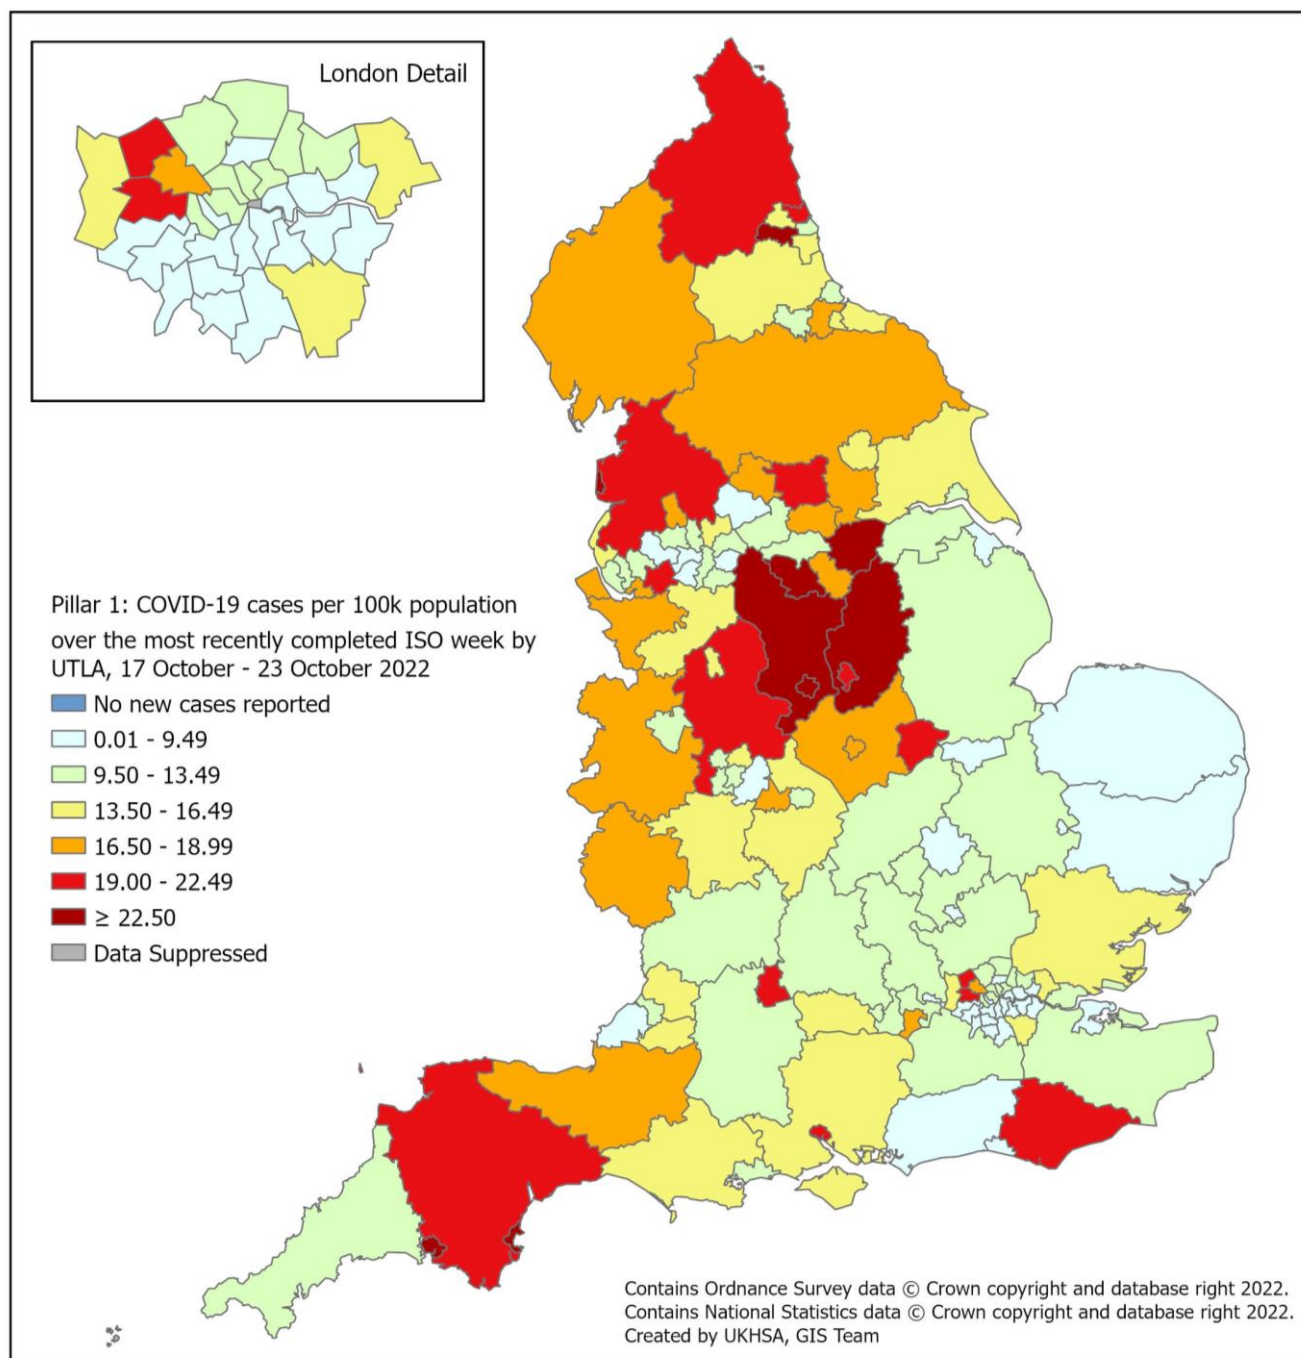 London Detail
Pillar 1: COVID-19 cases per 100k population
over the most recently completed ISO week by
UTLA, 17 October - 23 October 2022
No new cases reported
0.01 - 9.49
9.50 - 13.49
13.50 - 16.49
16.50 - 18.99
19.00 - 22.49
≥ 22.50
Data Suppressed
Contains Ordnance Survey data © Crown copyright and database right 2022.
Contains National Statistics data © Crown copyright and database right 2022.
Created by UKHSA, GIS Team